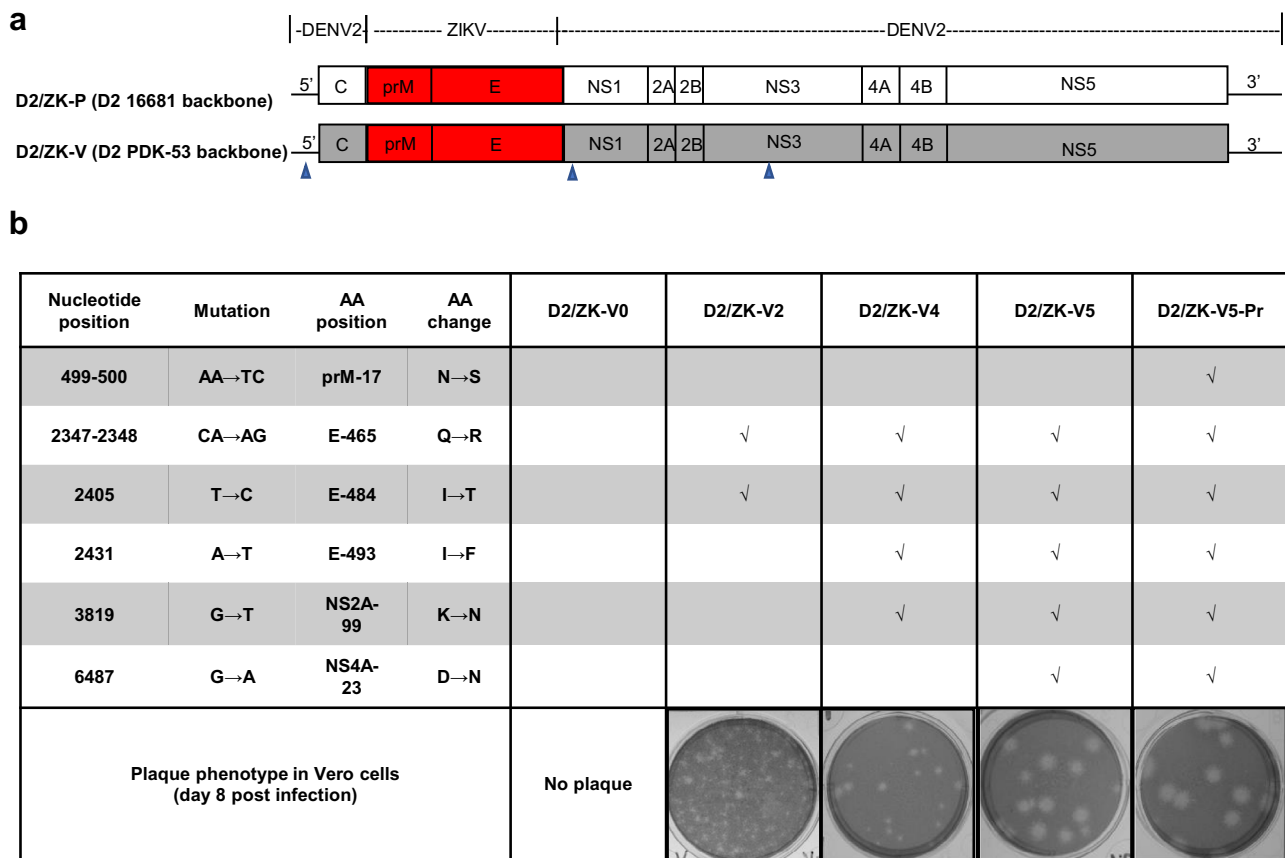 a
-DENV2- ----------- ZIKV------------ ----------DENV2----------
D2/ZK-P (D2 16681 backbone) 5’ C prM E NS1 2A 2B NS3 4A 4B NS5 3’
D2/ZK-V (D2 PDK-53 backbone) 5’ C prM E NS1 2A 2B NS3 4A 4B NS5 3’
b
Nucleotide position Mutation AA position AA change D2/ZK-V0 D2/ZK-V2 D2/ZK-V4 D2/ZK-V5 D2/ZK-V5-Pr
499-500 AA→TC prM-17 N→S √
2347-2348 CA→AG E-465 Q→R √ √ √ √
2405 T→C E-484 I→T √ √ √ √
2431 A→T E-493 I→F √ √ √
3819 G→T NS2A-99 K→N √ √ √
6487 G→A NS4A-23 D→N √ √
Plaque phenotype in Vero cells
(day 8 post infection)
No plaque